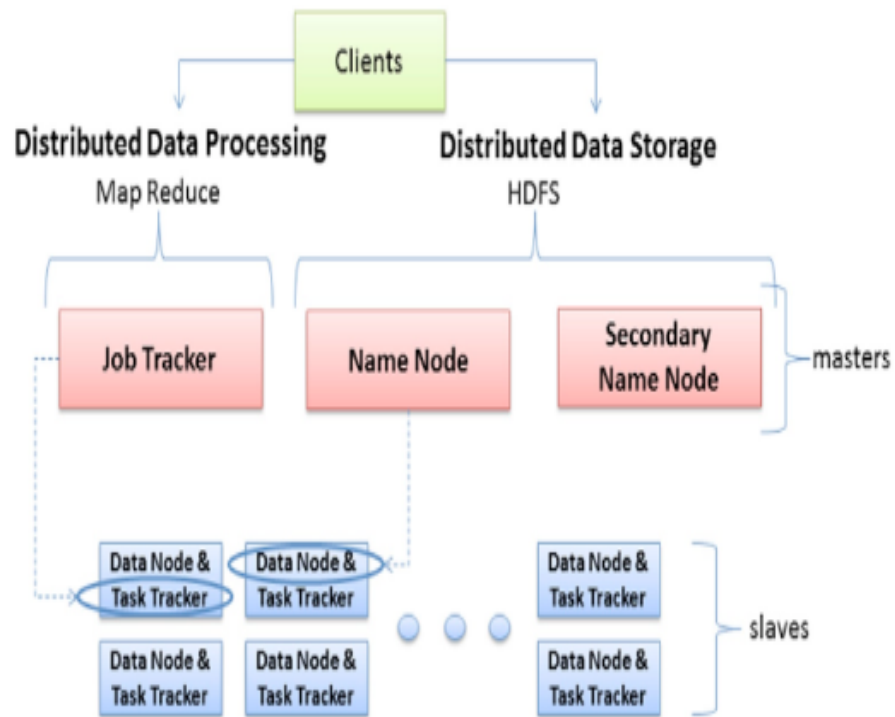 Clients
Distributed Data Processing
Distributed Data Storage
Map Reduce
HDFS
Job Tracker
Name Node
Secondary
Name Node
masters
Data Node &
Task Tracker
Data Node &
Task Tracker
Data Node &
Task Tracker
slaves
Data Node &
Task Tracker
Data Node &
Task Tracker
Data Node &
Task Tracker